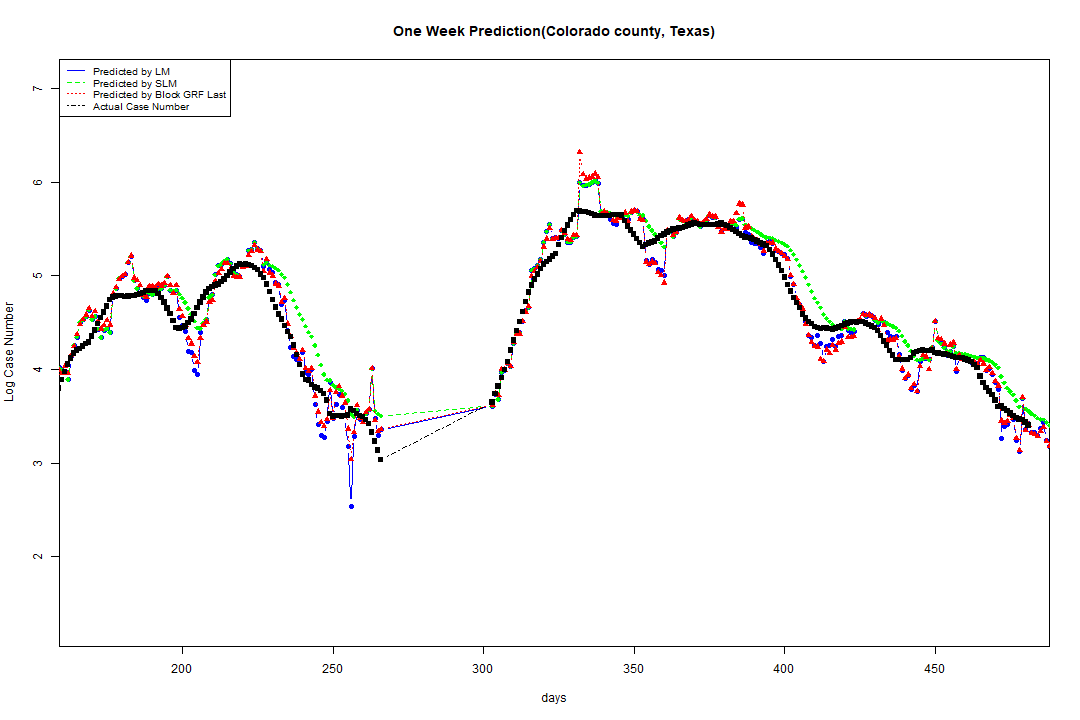 One Week Prediction(Colorado county, Texas)
Predicted by LM
Predicted by SLM
Predicted by Block GRF Last
Actual Case Number
7
6
5
4
3
2
Log Case Number
200 250 300 350 400 450
days